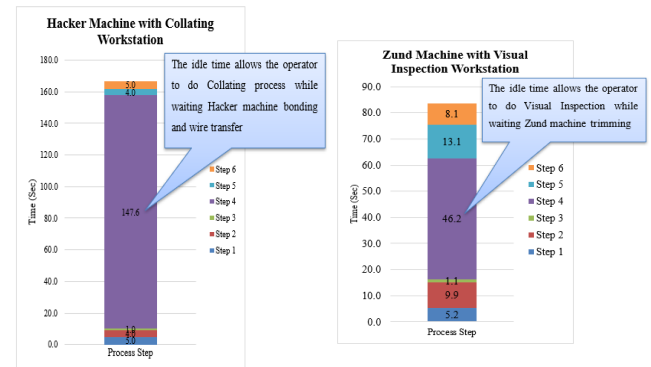 Hacker Machine with Collating
Workstation
180.0
160.0
140.0
120.0
100.0
80.0
60.0
40.0
20.0
0.0
Time (Sec)
5.0
4.0
147.6
1.0
4.0
5.0
Process Step
The idle time allows the operator
to do Collating process while
waiting Hacker machine bonding
and wire transfer
Step 6
Step 5
Step 4
Step 3
Step 2
Step 1
Zund Machine with Visual
Inspection Workstation
90.0
80.0
70.0
60.0
50.0
40.0
30.0
20.0
10.0
0.0
Time (Sec)
8.1
13.1
46.2
1.1
9.9
5.2
Process Step
The idle time allows the operator
to do Visual Inspection while
waiting Zund machine trimming
Step 6
Step 5
Step 4
Step 3
Step 2
Step 1